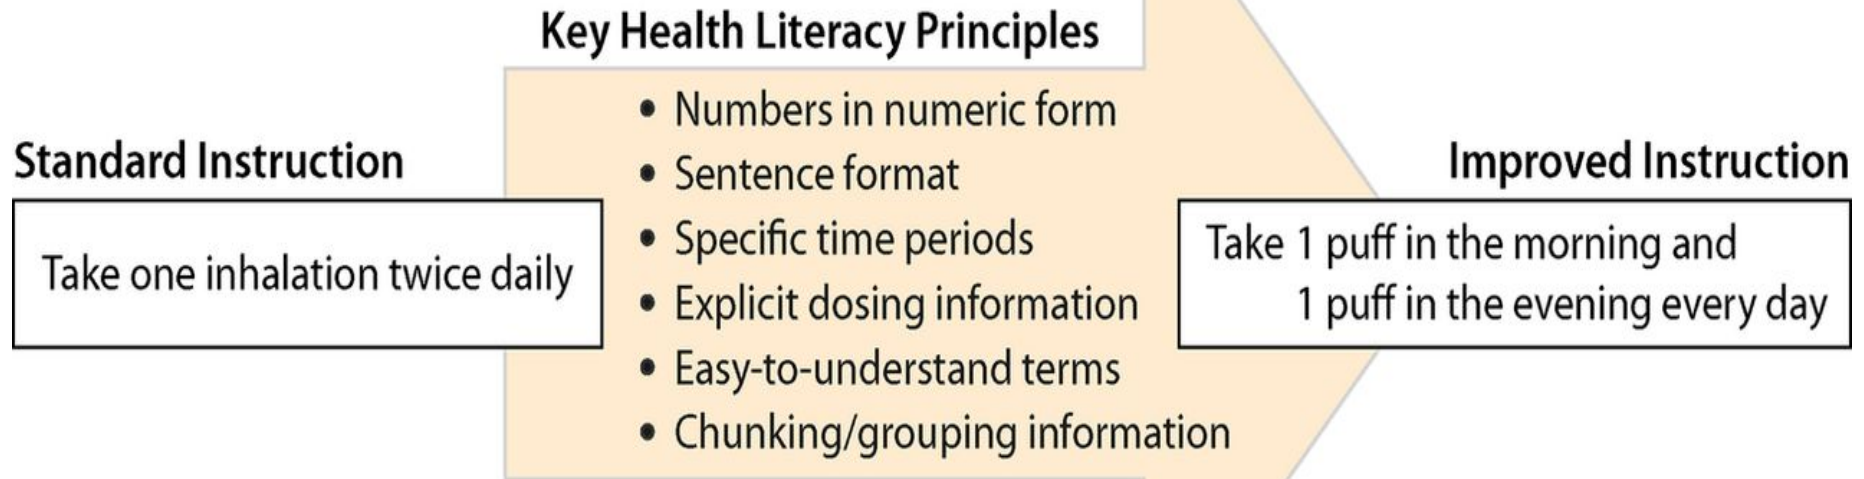 Key Health Literacy Principles
• Numbers in numeric form
• Sentence format
• Specific time periods
• Explicit dosing information
• Easy-to-understand terms
• Chunking/grouping information
Standard Instruction
Take one inhalation twice daily
Improved Instruction
Take 1 puff in the morning and
1 puff in the evening every day